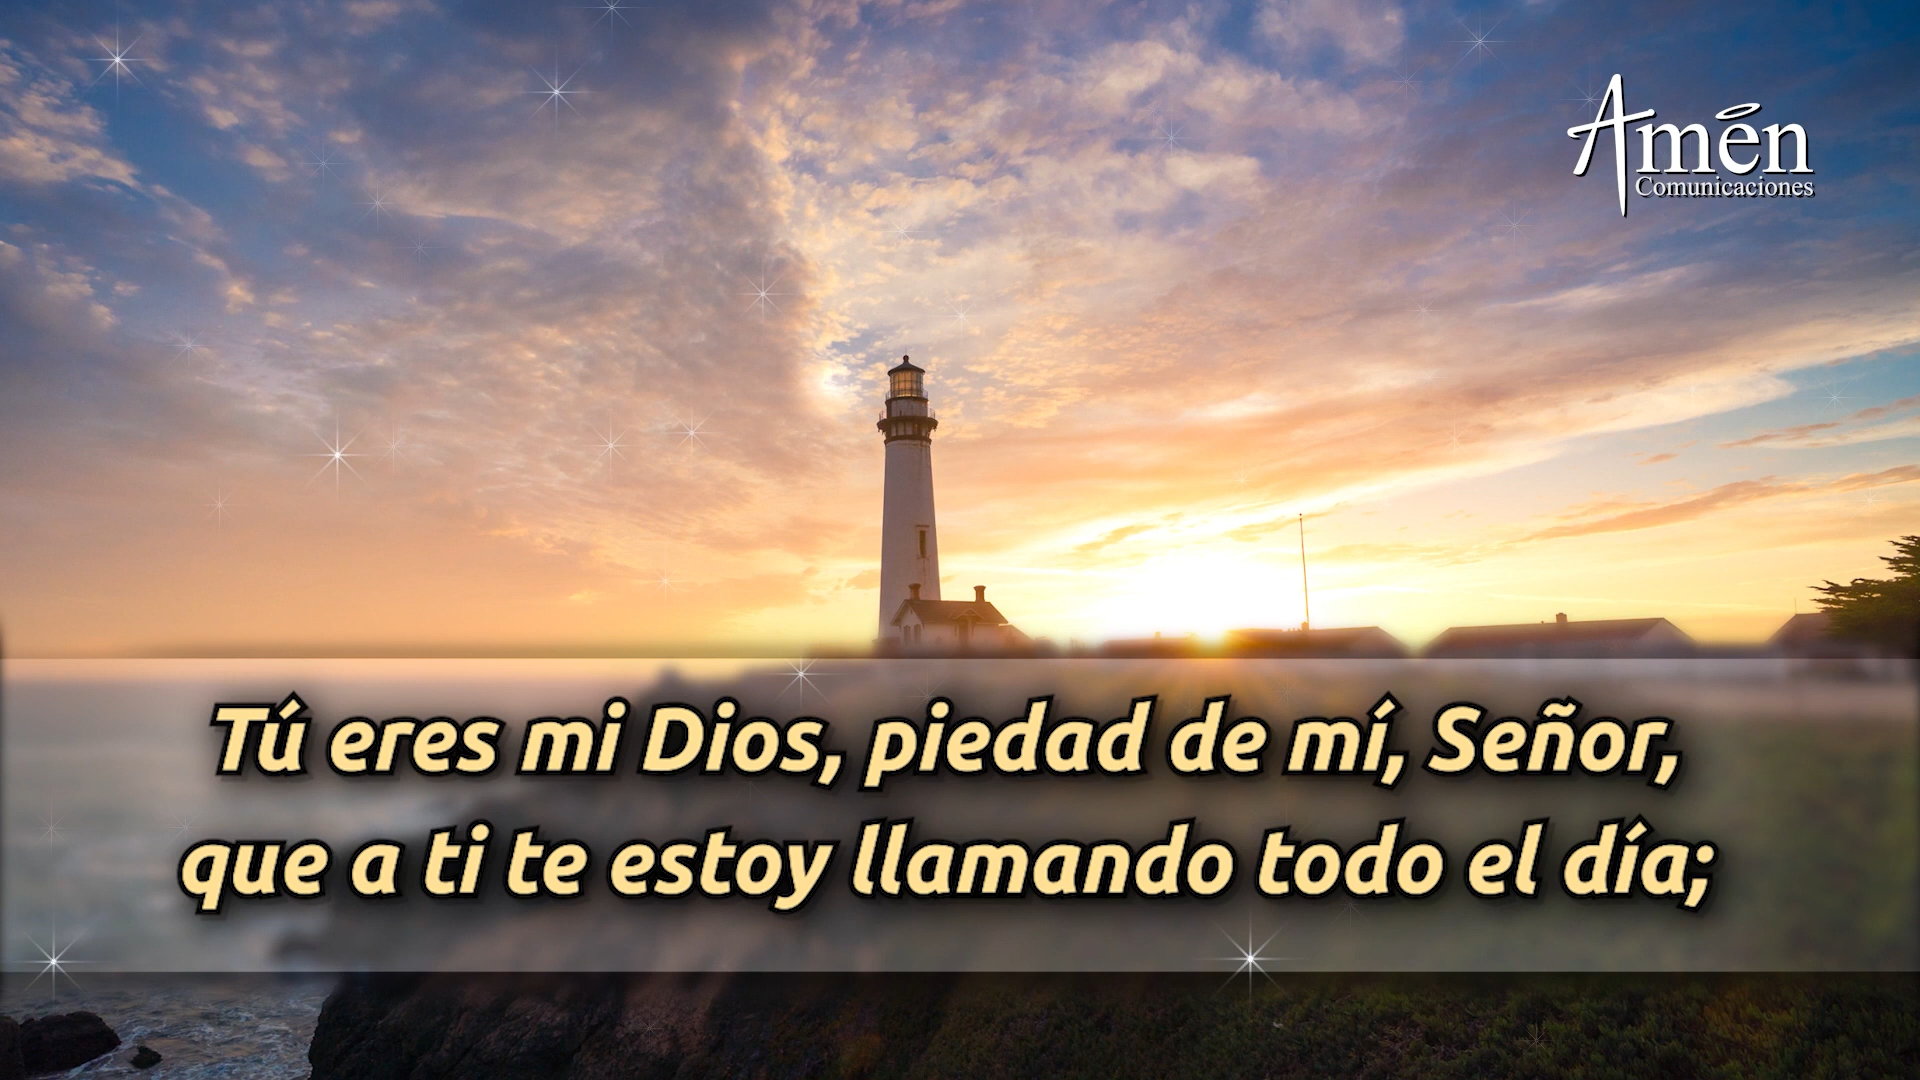 Amén
Comunicaciones
Tú eres mi Dios, piedad de mí, Señor,
que a ti te estoy llamando todo el día;